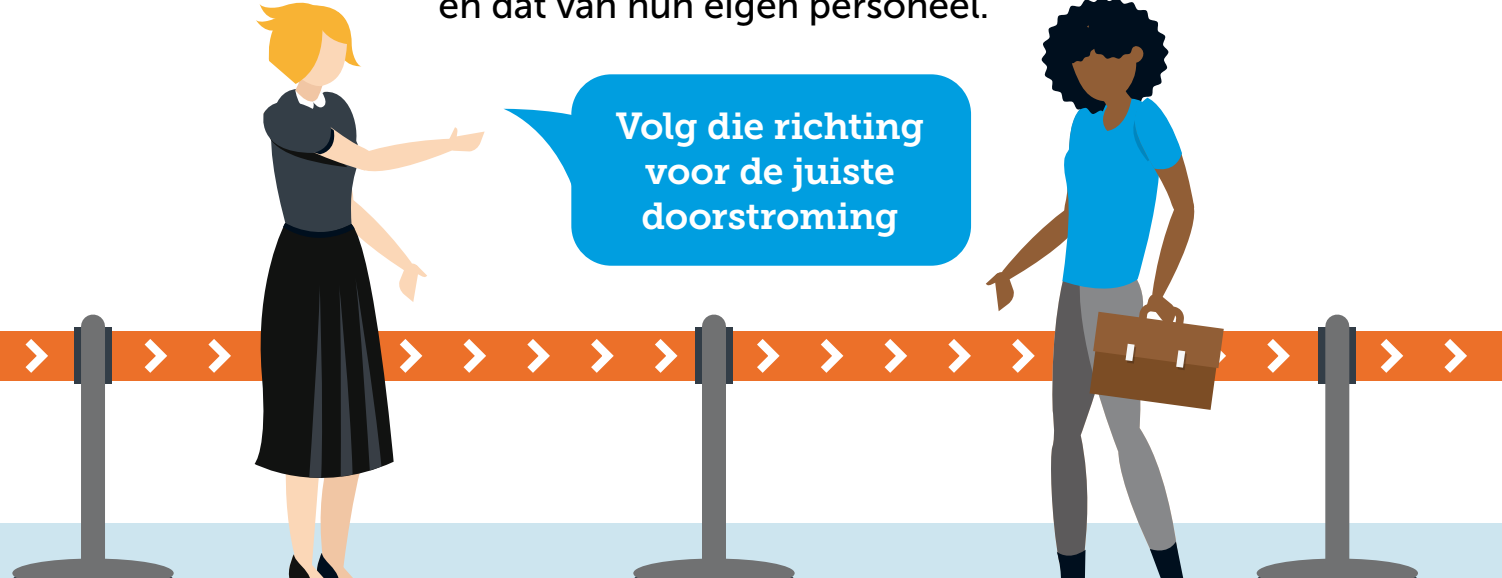 en dat van hun eigen personeel.
Volg die richting
voor de juiste
doorstroming